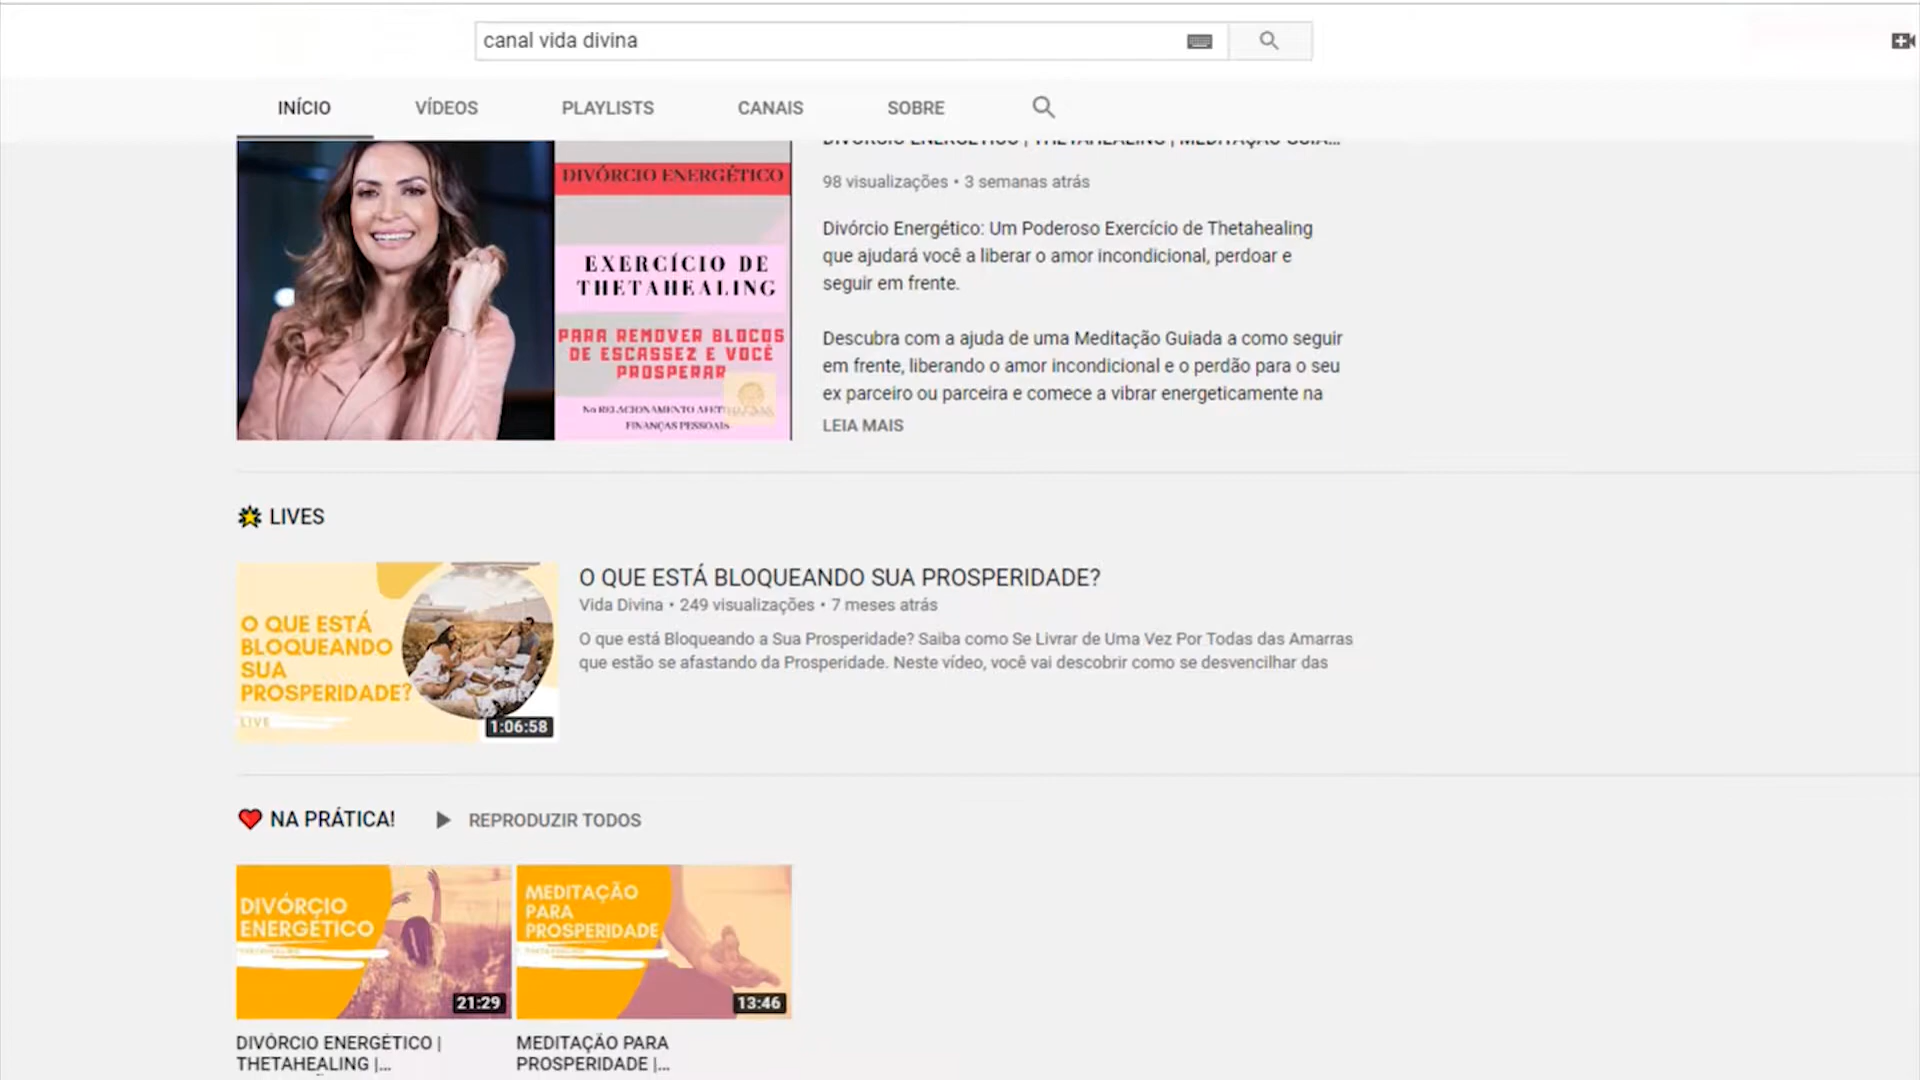 canal vida divina
INÍCIO
VÍDEOS
PLAYLISTS
CANAIS
SOBRE
DIVÓRCIO ENERGÉTICO | THETAHEALING | MEDITAÇÃO GUIA...
98 visualizações • 3 semanas atrás
Divórcio Energético: Um Poderoso Exercício de Thetahealing
que ajudará você a liberar o amor incondicional, perdoar e
seguir em frente.
Descubra com a ajuda de uma Meditação Guiada a como seguir
em frente, liberando o amor incondicional e o perdão para o seu
ex parceiro ou parceira e comece a vibrar energeticamente na
LEIA MAIS
DIVÓRCIO ENERGÉTICO
EXERCÍCIO DE
THETAHEALING
PARA REMOVER BLOCOS
DE ESCASSEZ E VOCÊ
PROSPERAR
No RELACIONAMENTO
FINANÇAS PESSOAIS
LIVES
O QUE ESTÁ
BLOQUEANDO
SUA
PROSPERIDADE?
LIVE
1:06:58
O QUE ESTÁ BLOQUEANDO SUA PROSPERIDADE?
Vida Divina • 249 visualizações • 7 meses atrás
O que está Bloqueando a Sua Prosperidade? Saiba como Se Livrar de Uma Vez Por Todas das Amarras
que estão se afastando da Prosperidade. Neste vídeo, você vai descobrir como se desvencilhar das
NA PRÁTICA!
REPRODUZIR TODOS
DIVÓRCIO
ENERGÉTICO
21:29
MEDITAÇÃO
PARA
PROSPERIDADE
13:46
DIVÓRCIO ENERGÉTICO |
THETAHEALING |...
MEDITAÇÃO PARA
PROSPERIDADE |...